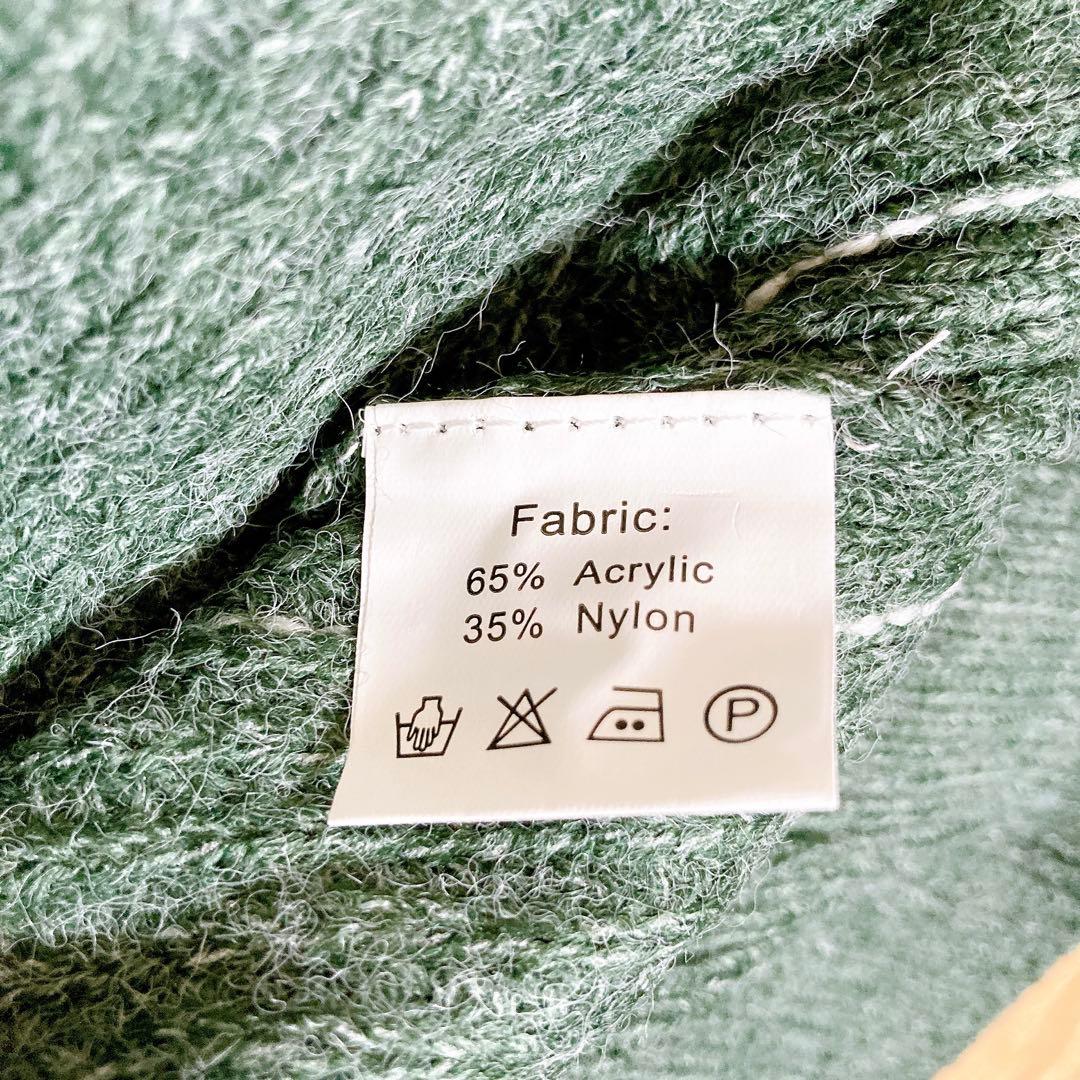 Fabric:
65% Acrylic
35% Nylon
P